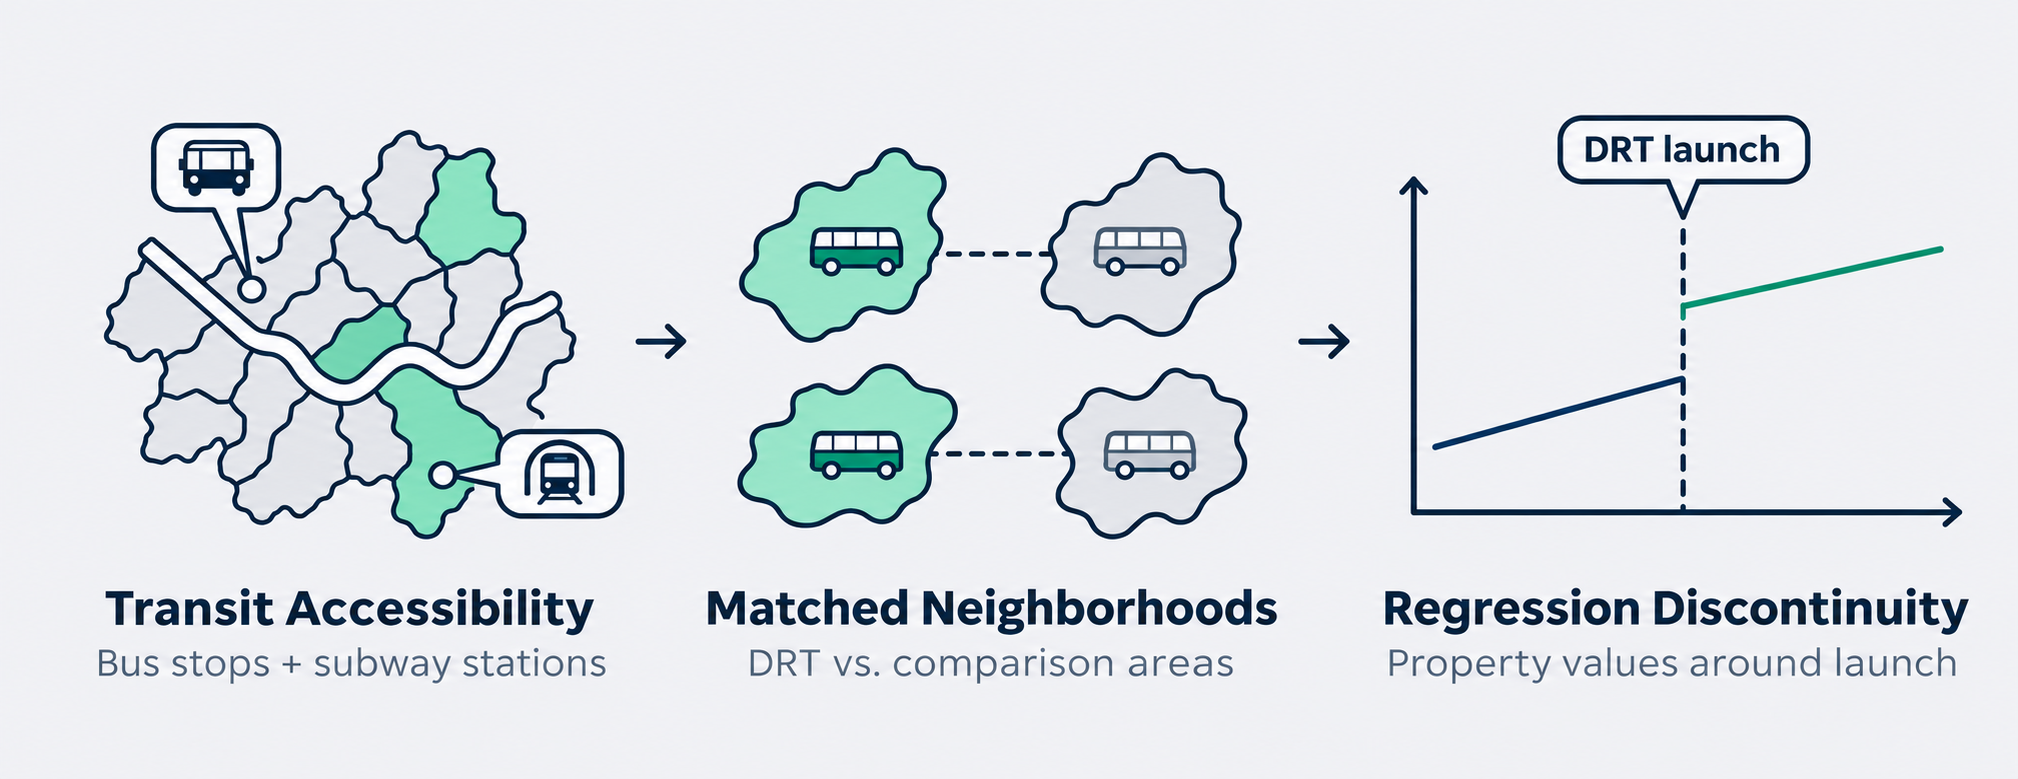 DRT launch
Transit Accessibility
Bus stops + subway stations
Matched Neighborhoods
DRT vs. comparison areas
Regression Discontinuity
Property values around launch